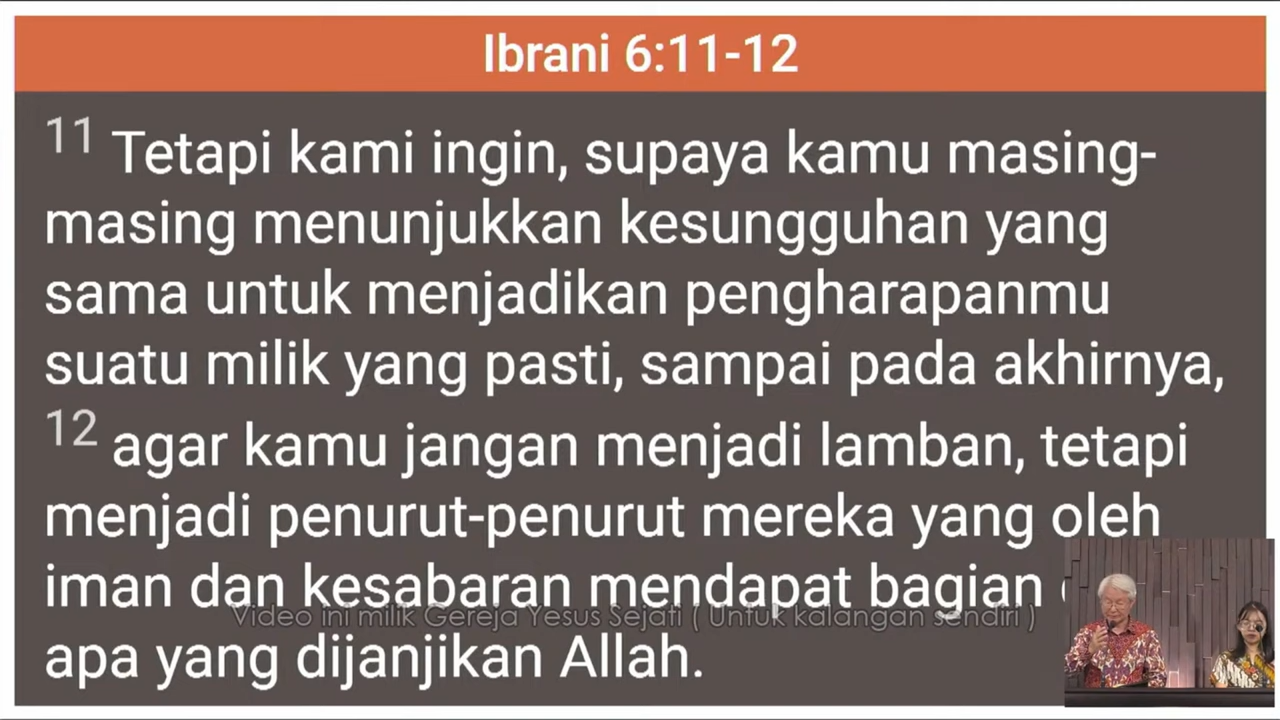 Ibrani 6:11-12
11 Tetapi kami ingin, supaya kamu masing-
masing menunjukkan kesungguhan yang
sama untuk menjadikan pengharapanmu
suatu milik yang pasti, sampai pada akhirnya,
12 agar kamu jangan menjadi lamban, tetapi
menjadi penurut-penurut mereka yang oleh
iman dan kesabaran mendapat bagian
Video ini milik Gereja Yesus Sejati ( Untuk kalangan sendiri )
apa yang dijanjikan Allah.